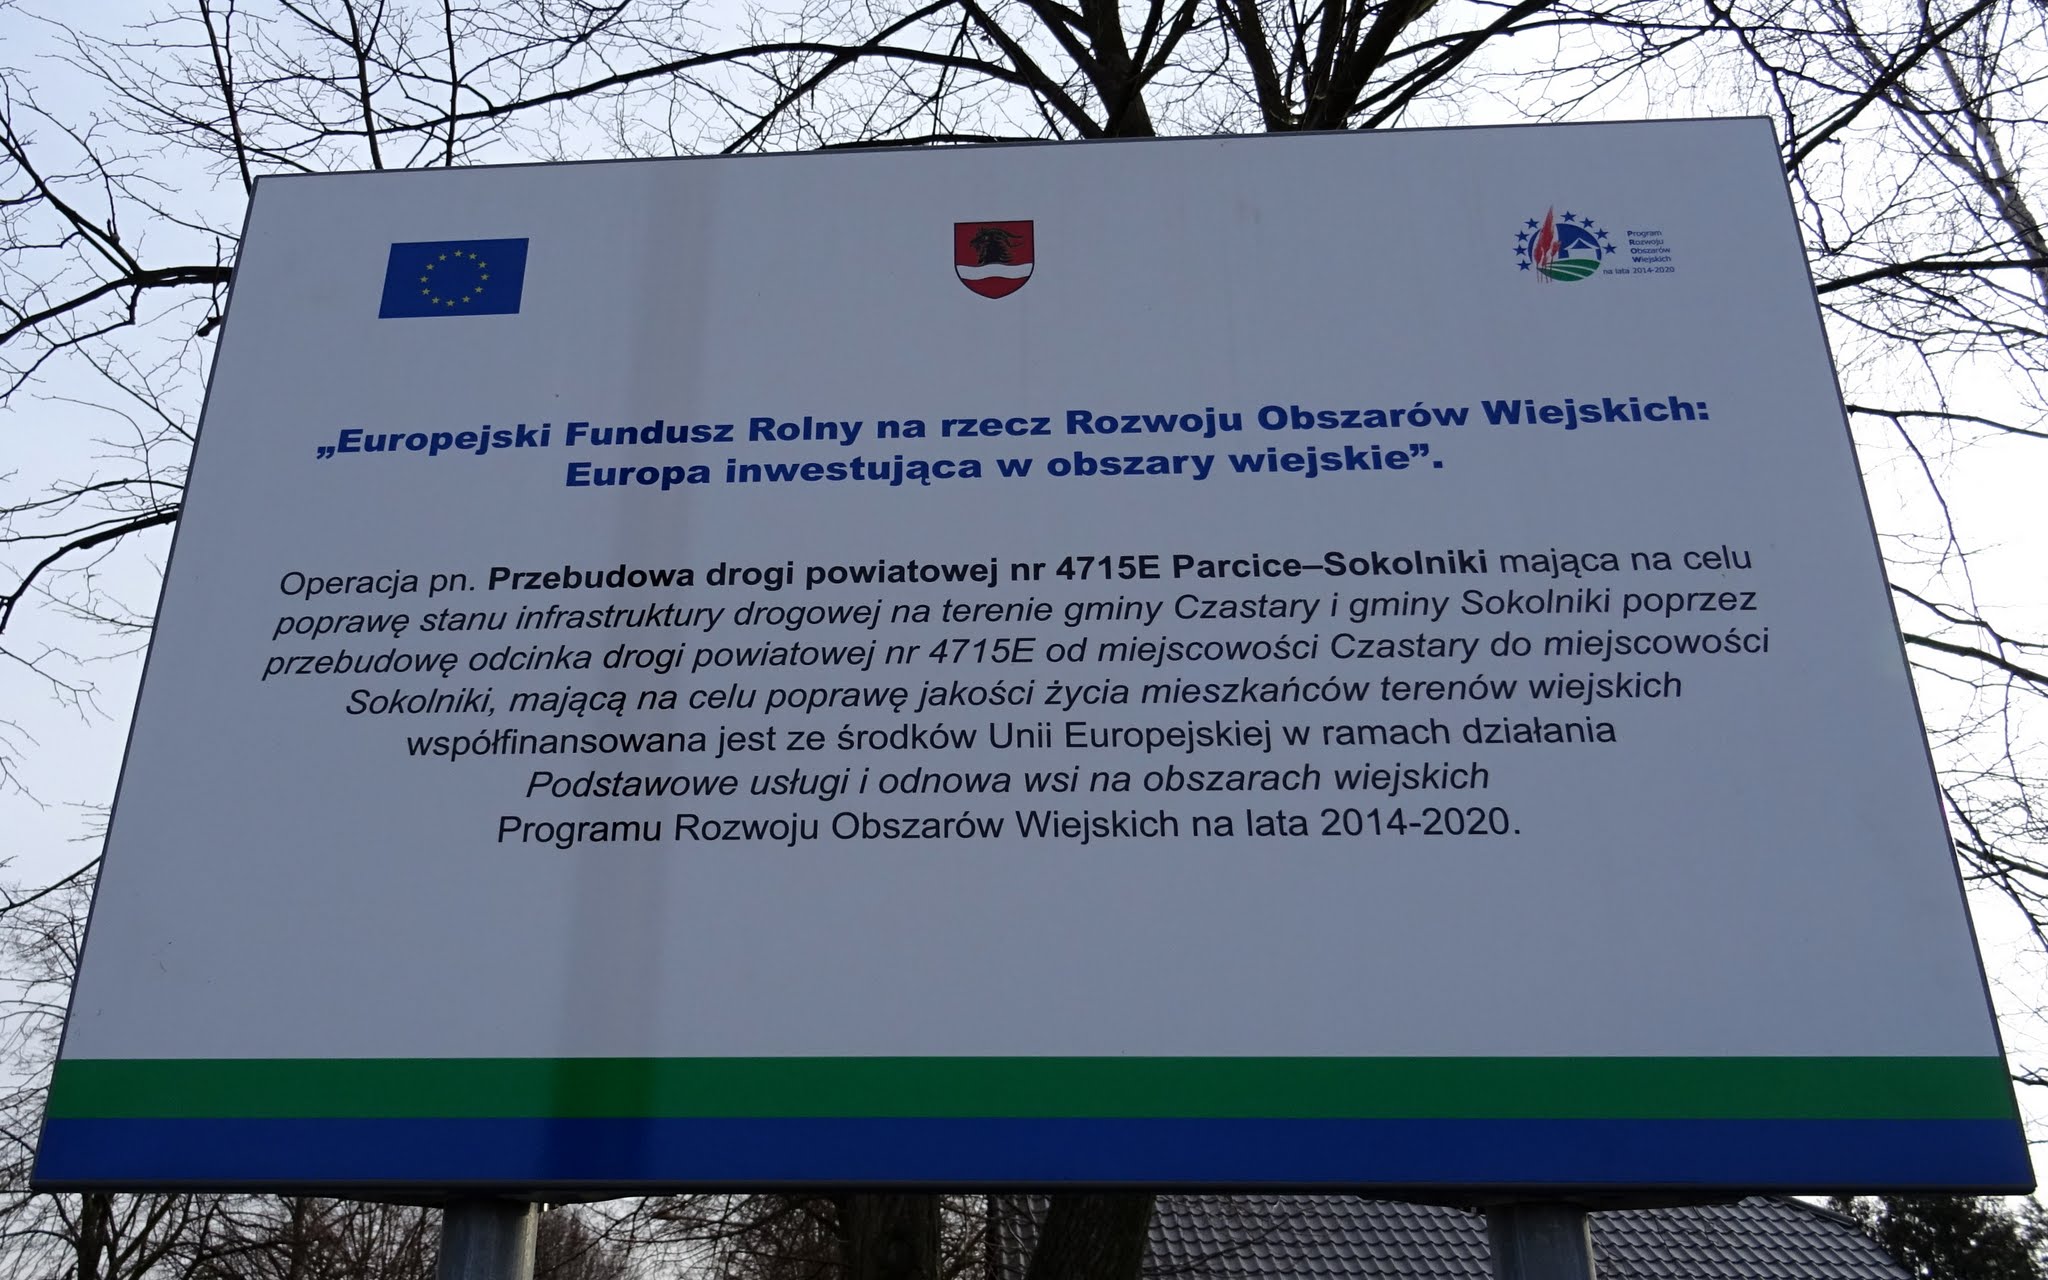 Program
Rozwoju
Obszarów
Wiejskich
na lata 2014-2020
„Europejski Fundusz Rolny na rzecz Rozwoju Obszarów Wiejskich:
Europa inwestująca w obszary wiejskie”.
Operacja pn. Przebudowa drogi powiatowej nr 4715E Parcice–Sokolniki mająca na celu
poprawę stanu infrastruktury drogowej na terenie gminy Czastary i gminy Sokolniki poprzez
przebudowę odcinka drogi powiatowej nr 4715E od miejscowości Czastary do miejscowości
Sokolniki, mającą na celu poprawę jakości życia mieszkańców terenów wiejskich
współfinansowana jest ze środków Unii Europejskiej w ramach działania
Podstawowe usługi i odnowa wsi na obszarach wiejskich
Programu Rozwoju Obszarów Wiejskich na lata 2014-2020.